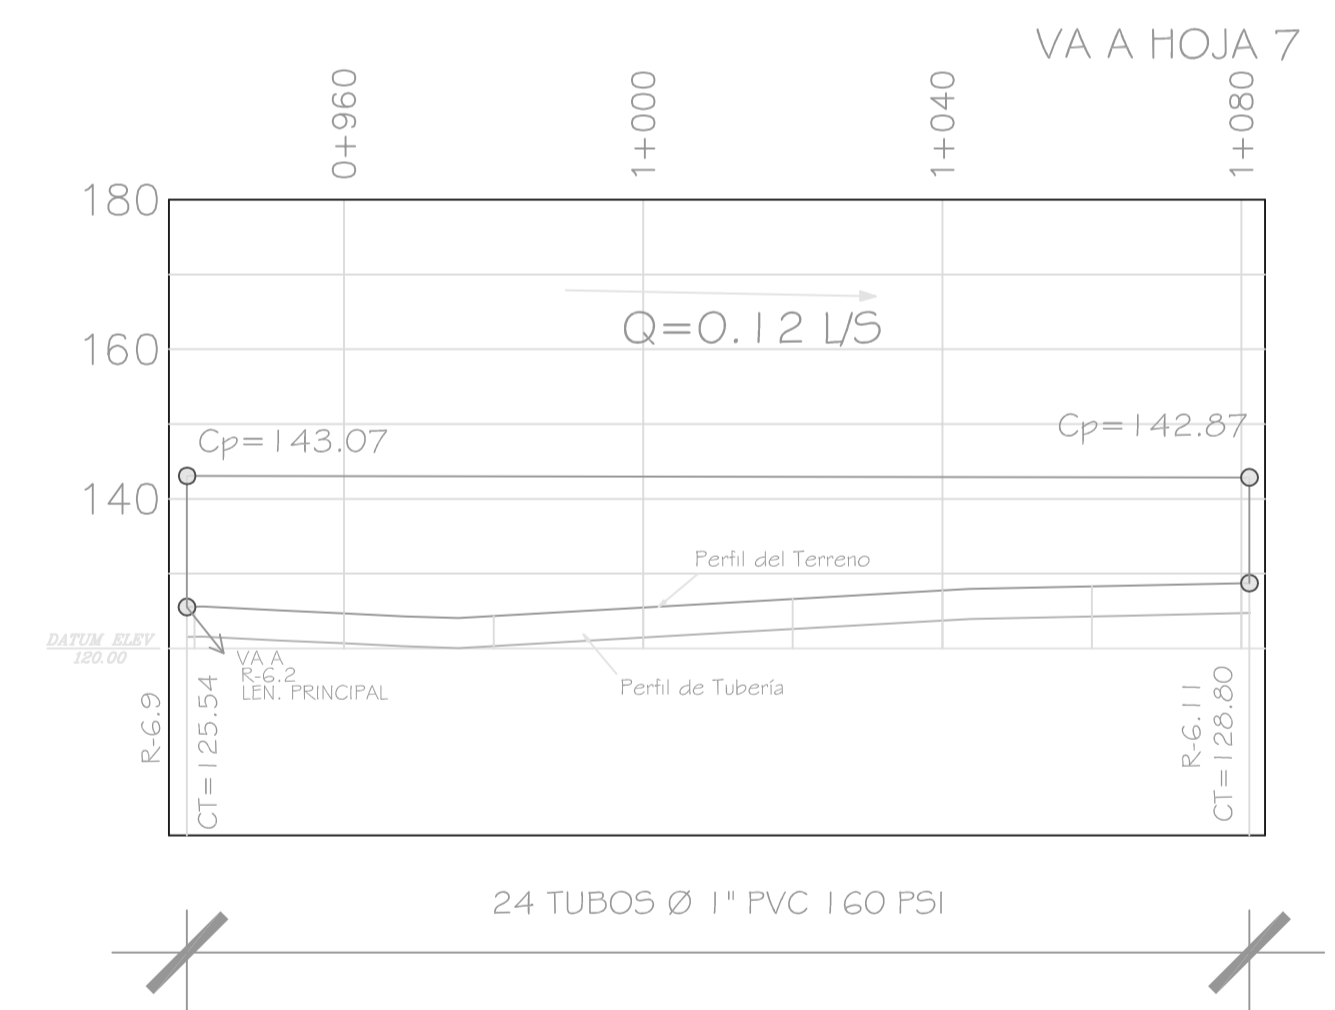 VA A HOJA 7
0+960
1+000
1+040
1+080
180
160
140
Q=0.12 L/S
Cp=143.07
Cp=142.87
Perfil del Terreno
DATUM ELEV
120.00
VA A
R-6.2
LEN. PRINCIPAL
Perfil de Tubería
R-6.9
CT=125.54
R-6.11
CT=128.80
24 TUBOS Ø 1" PVC 160 PSI